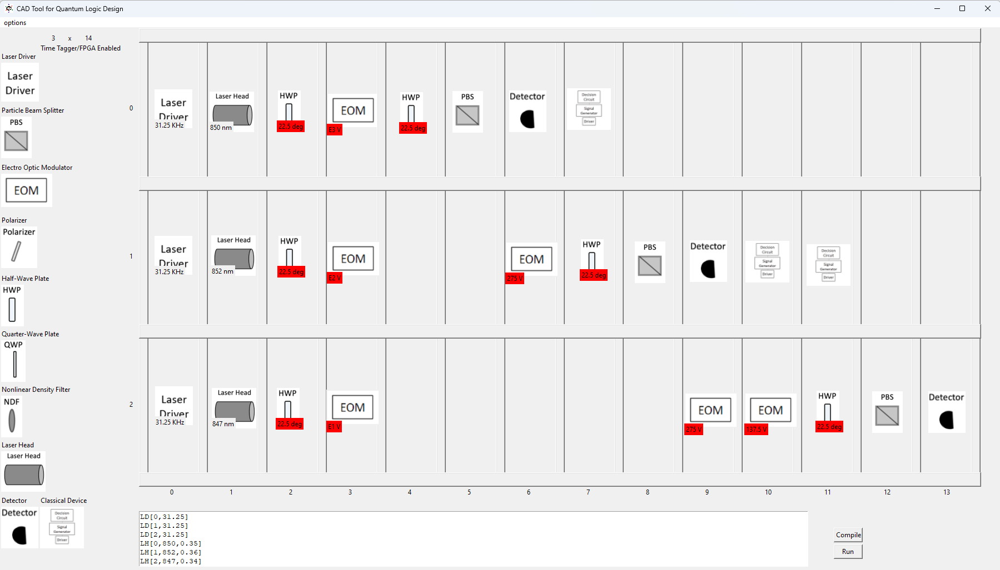 CAD Tool for Quantum Logic Design
options
3 x 14
Time Tagger/FPGA Enabled
Laser Driver
Laser
Driver
Particle Beam Splitter
PBS
Electro Optic Modulator
EOM
Polarizer
Polarizer
Half-Wave Plate
HWP
Quarter-Wave Plate
QWP
Nonlinear Density Filter
NDF
Laser Head
Laser Head
Detector Classical Device
Detector
Decision
Circuit
Signal
Generator
Driver
0
Laser
Driver
31.25 KHz
Laser Head
850 nm
HWP
22.5 deg
EOM
E3 V
HWP
22.5 deg
PBS
Detector
Decision
Circuit
Signal
Generator
Driver
1
Laser
Driver
31.25 KHz
Laser Head
852 nm
HWP
22.5 deg
EOM
E2 V
EOM
275 V
HWP
22.5 deg
PBS
Detector
Decision
Circuit
Signal
Generator
Driver
Decision
Circuit
Signal
Generator
Driver
2
Laser
Driver
31.25 KHz
Laser Head
847 nm
HWP
22.5 deg
EOM
E1 V
EOM
275 V
EOM
137.5 V
HWP
22.5 deg
PBS
Detector
0 1 2 3 4 5 6 7 8 9 10 11 12 13
LD[0,31.25]
LD[1,31.25]
LD[2,31.25]
LH[0,850,0.35]
LH[1,852,0.36]
LH[2,847,0.34]
Compile
Run